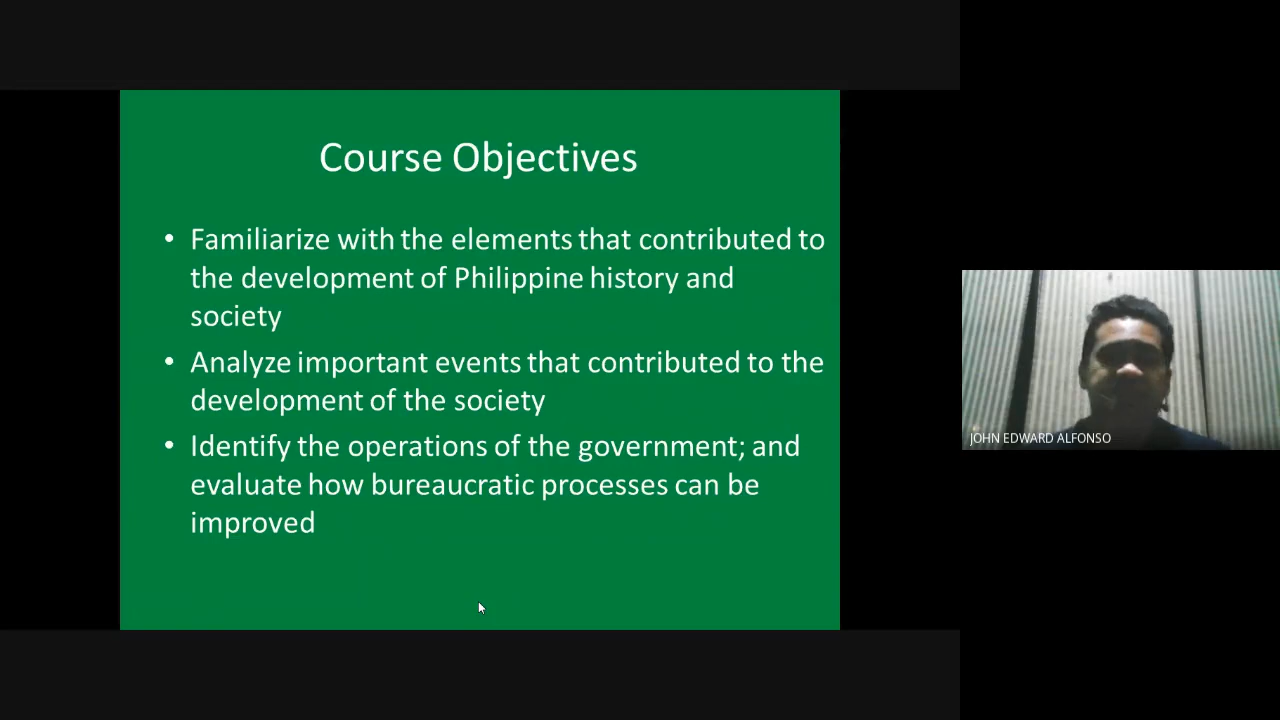 Course Objectives
• Familiarize with the elements that contributed to
the development of Philippine history and
society
• Analyze important events that contributed to the
development of the society
• Identify the operations of the government; and
evaluate how bureaucratic processes can be
improved
JOHN EDWARD ALFONSO